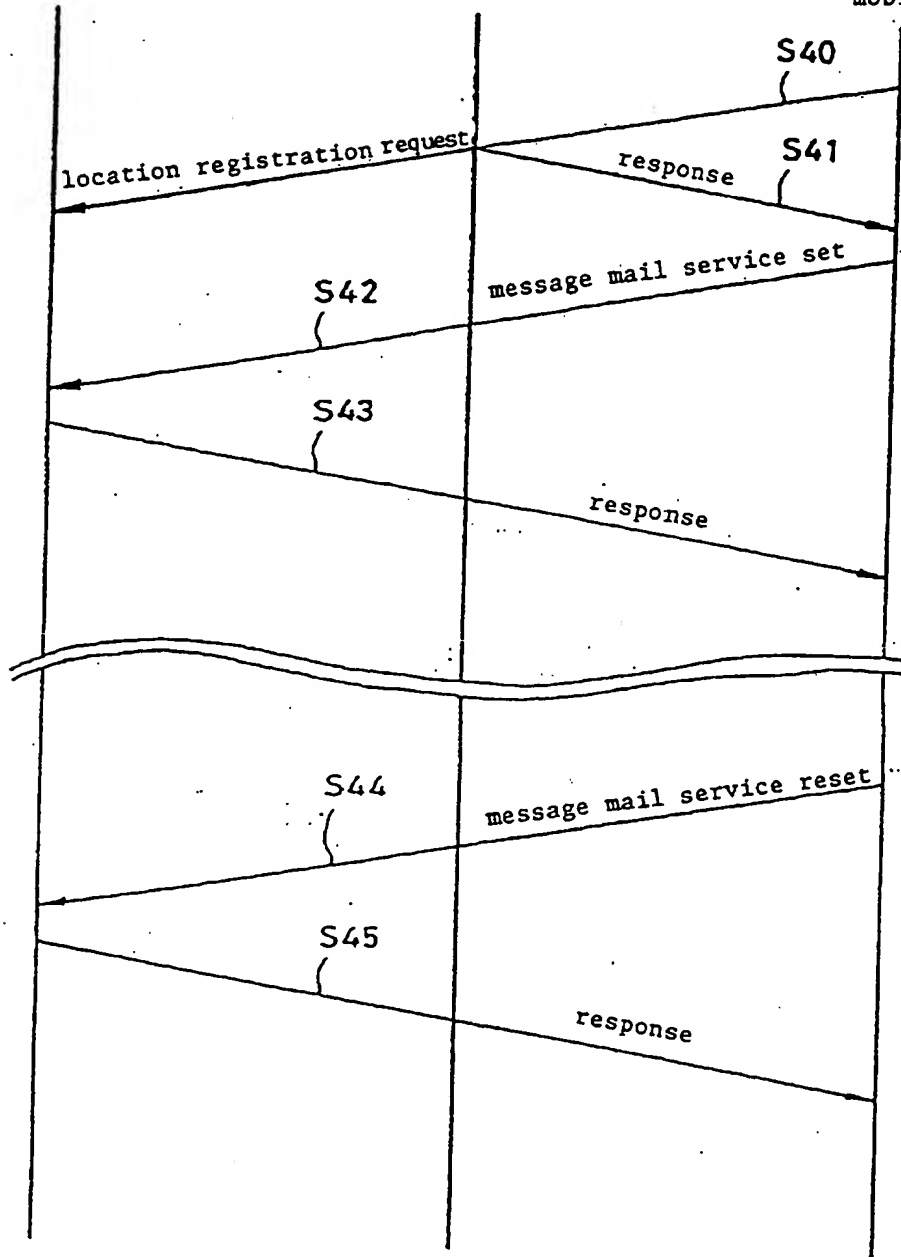 S40
location registration request
response
S41
message mail service set
S42
S43
response
message mail service reset
S44
S45
response